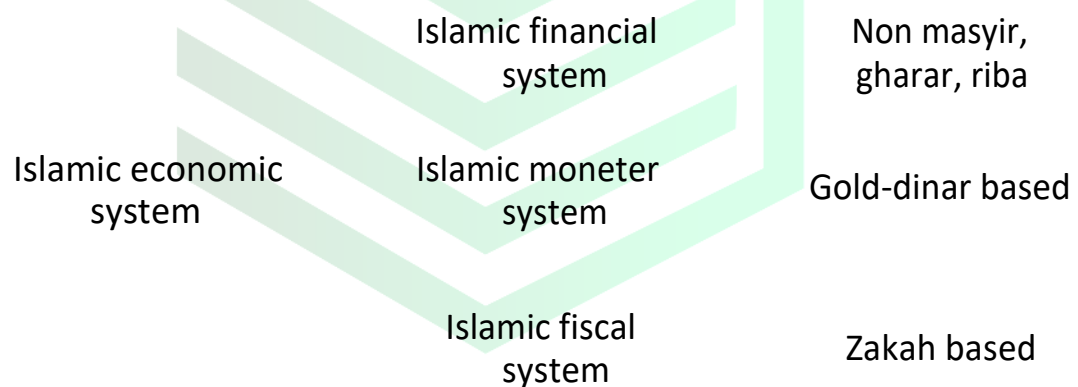 Islamic financial
system
Non masyir,
gharar, riba
Islamic economic
system
Islamic moneter
system
Gold-dinar based
Islamic fiscal
system
Zakah based